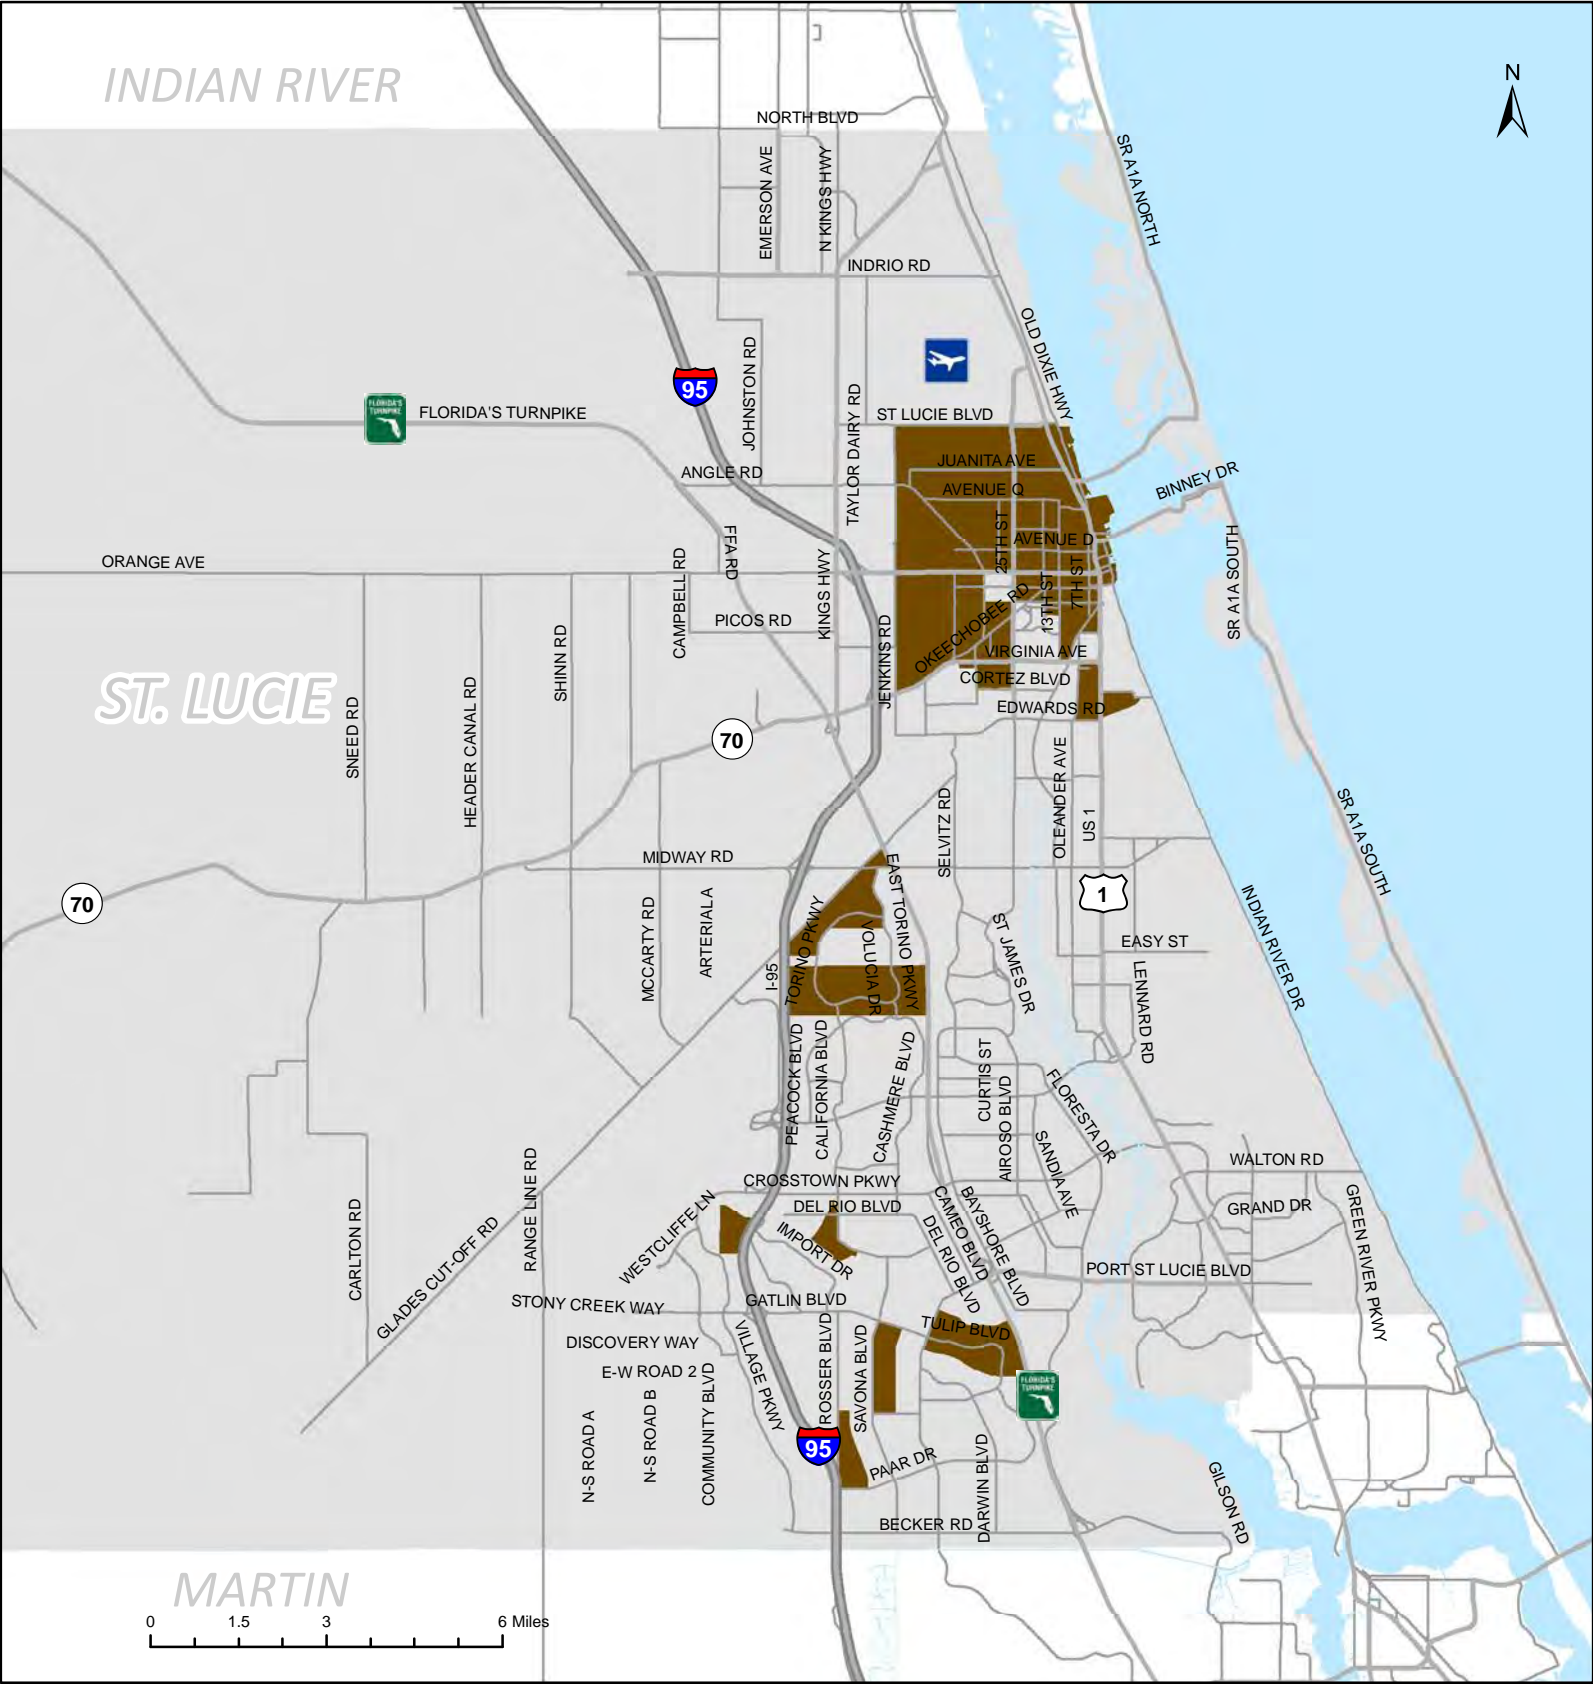 INDIAN RIVER
N
NORTH BLVD
SR A1A NORTH
EMERSON AVE
N KINGS HWY
INDRIO RD
OLD DIXIE HWY
JOHNSTON RD
95
FLORIDA'S
TURNPIKE
FLORIDA'S TURNPIKE
TAYLOR DAIRY RD
ST LUCIE BLVD
JUANITA AVE
ANGLE RD
BINNEY DR
AVENUE Q
25TH ST
AVENUE D
FFA RD
ORANGE AVE
CAMPBELL RD
KINGS HWY
SR A1A SOUTH
7TH ST
13TH ST
OKEECHOBEE RD
PICOS RD
JENKINS RD
SHINN RD
VIRGINIA AVE
CORTEZ BLVD
ST. LUCIE
SNEED RD
HEADER CANAL RD
EDWARDS RD
70
OLEANDER AVE
US 1
SELVITZ RD
SR A1A SOUTH
MIDWAY RD
EAST TORINO PKWY
70
1
MCCARTY RD
ARTERIAL A
TORINO PKWY
VOLUCIA DR
ST JAMES DR
INDIAN RIVER DR
EASY ST
I-95
LENNARD RD
PEACOCK BLVD
CALIFORNIA BLVD
CASHMERE BLVD
CURTIS ST
AIROSO BLVD
FLORESTA DR
SANDIA AVE
WALTON RD
RANGE LINE RD
CROSSTOWN PKWY
CARLTON RD
GLADES CUT-OFF RD
WESTCLIFFE LN
DEL RIO BLVD
CAMEO BLVD
BAYSHORE BLVD
GRAND DR
GREEN RIVER PKWY
IMPORT DR
DEL RIO BLVD
PORT ST LUCIE BLVD
STONY CREEK WAY
GATLIN BLVD
TULIP BLVD
DISCOVERY WAY
VILLAGE PKWY
ROSSER BLVD
SAVONA BLVD
E-W ROAD 2
FLORIDA'S
TURNPIKE
N-S ROAD A
N-S ROAD B
COMMUNITY BLVD
95
PAAR DR
DARWIN BLVD
GILSON RD
BECKER RD
MARTIN
0 1.5 3 6 Miles